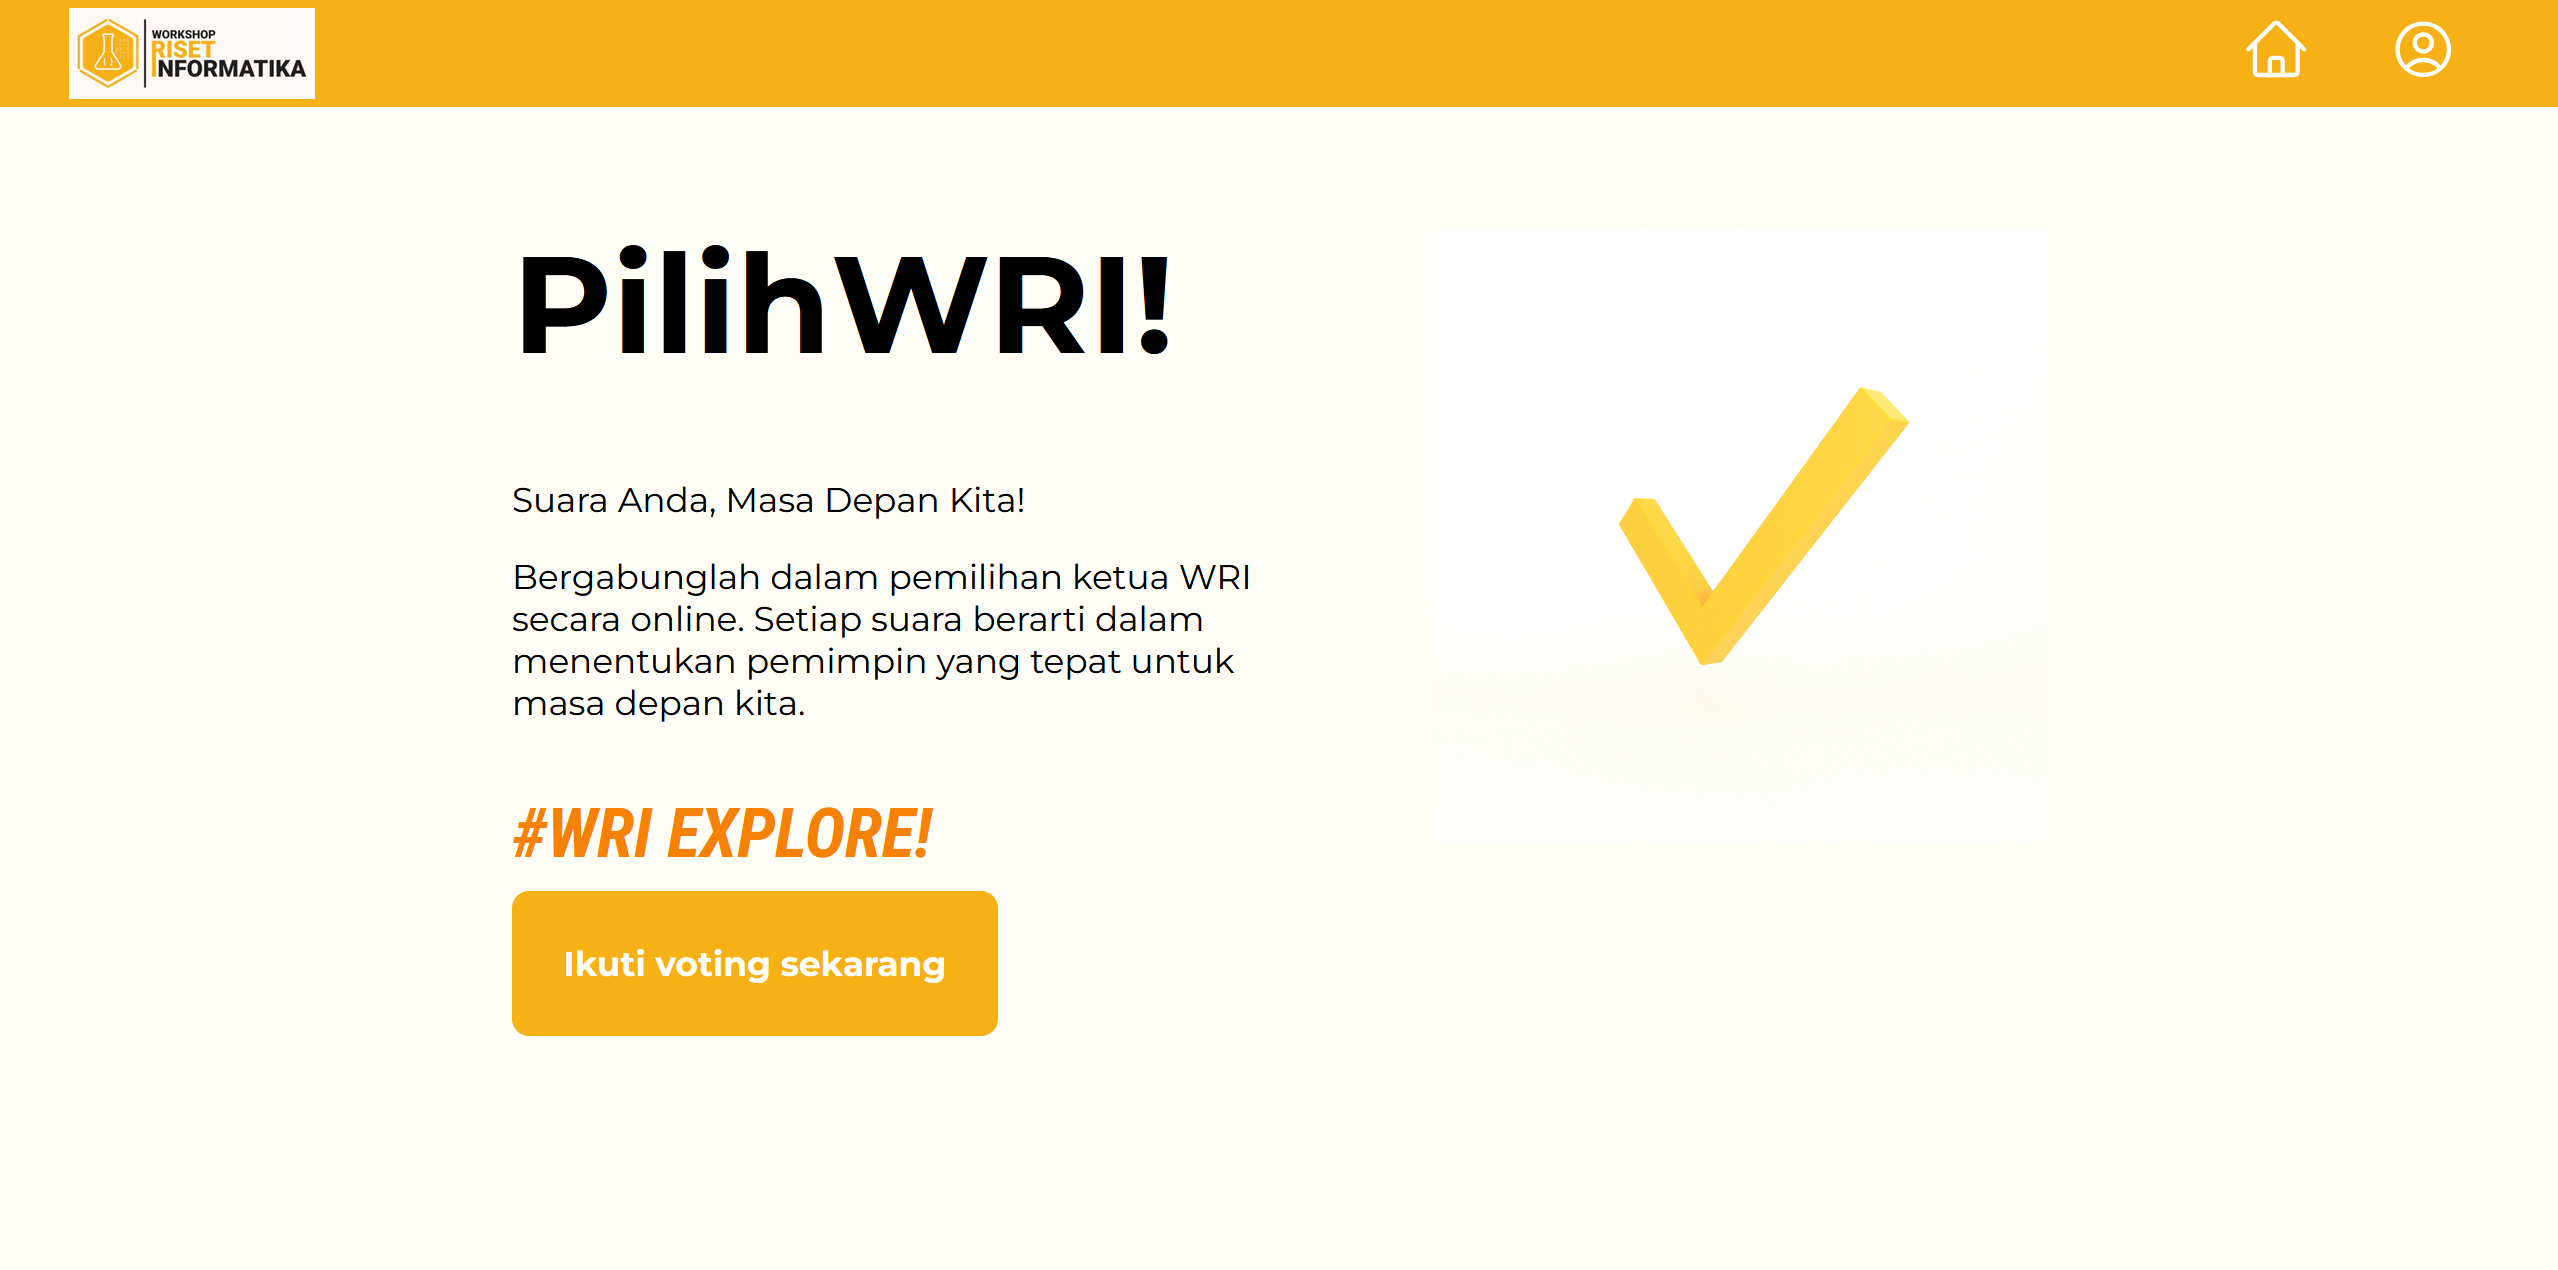 WORKSHOP
RISET
INFORMATIKA
PilihWRI!
Suara Anda, Masa Depan Kita!
Bergabunglah dalam pemilihan ketua WRI
secara online. Setiap suara berarti dalam
menentukan pemimpin yang tepat untuk
masa depan kita.
#WRI EXPLORE!
Ikuti voting sekarang